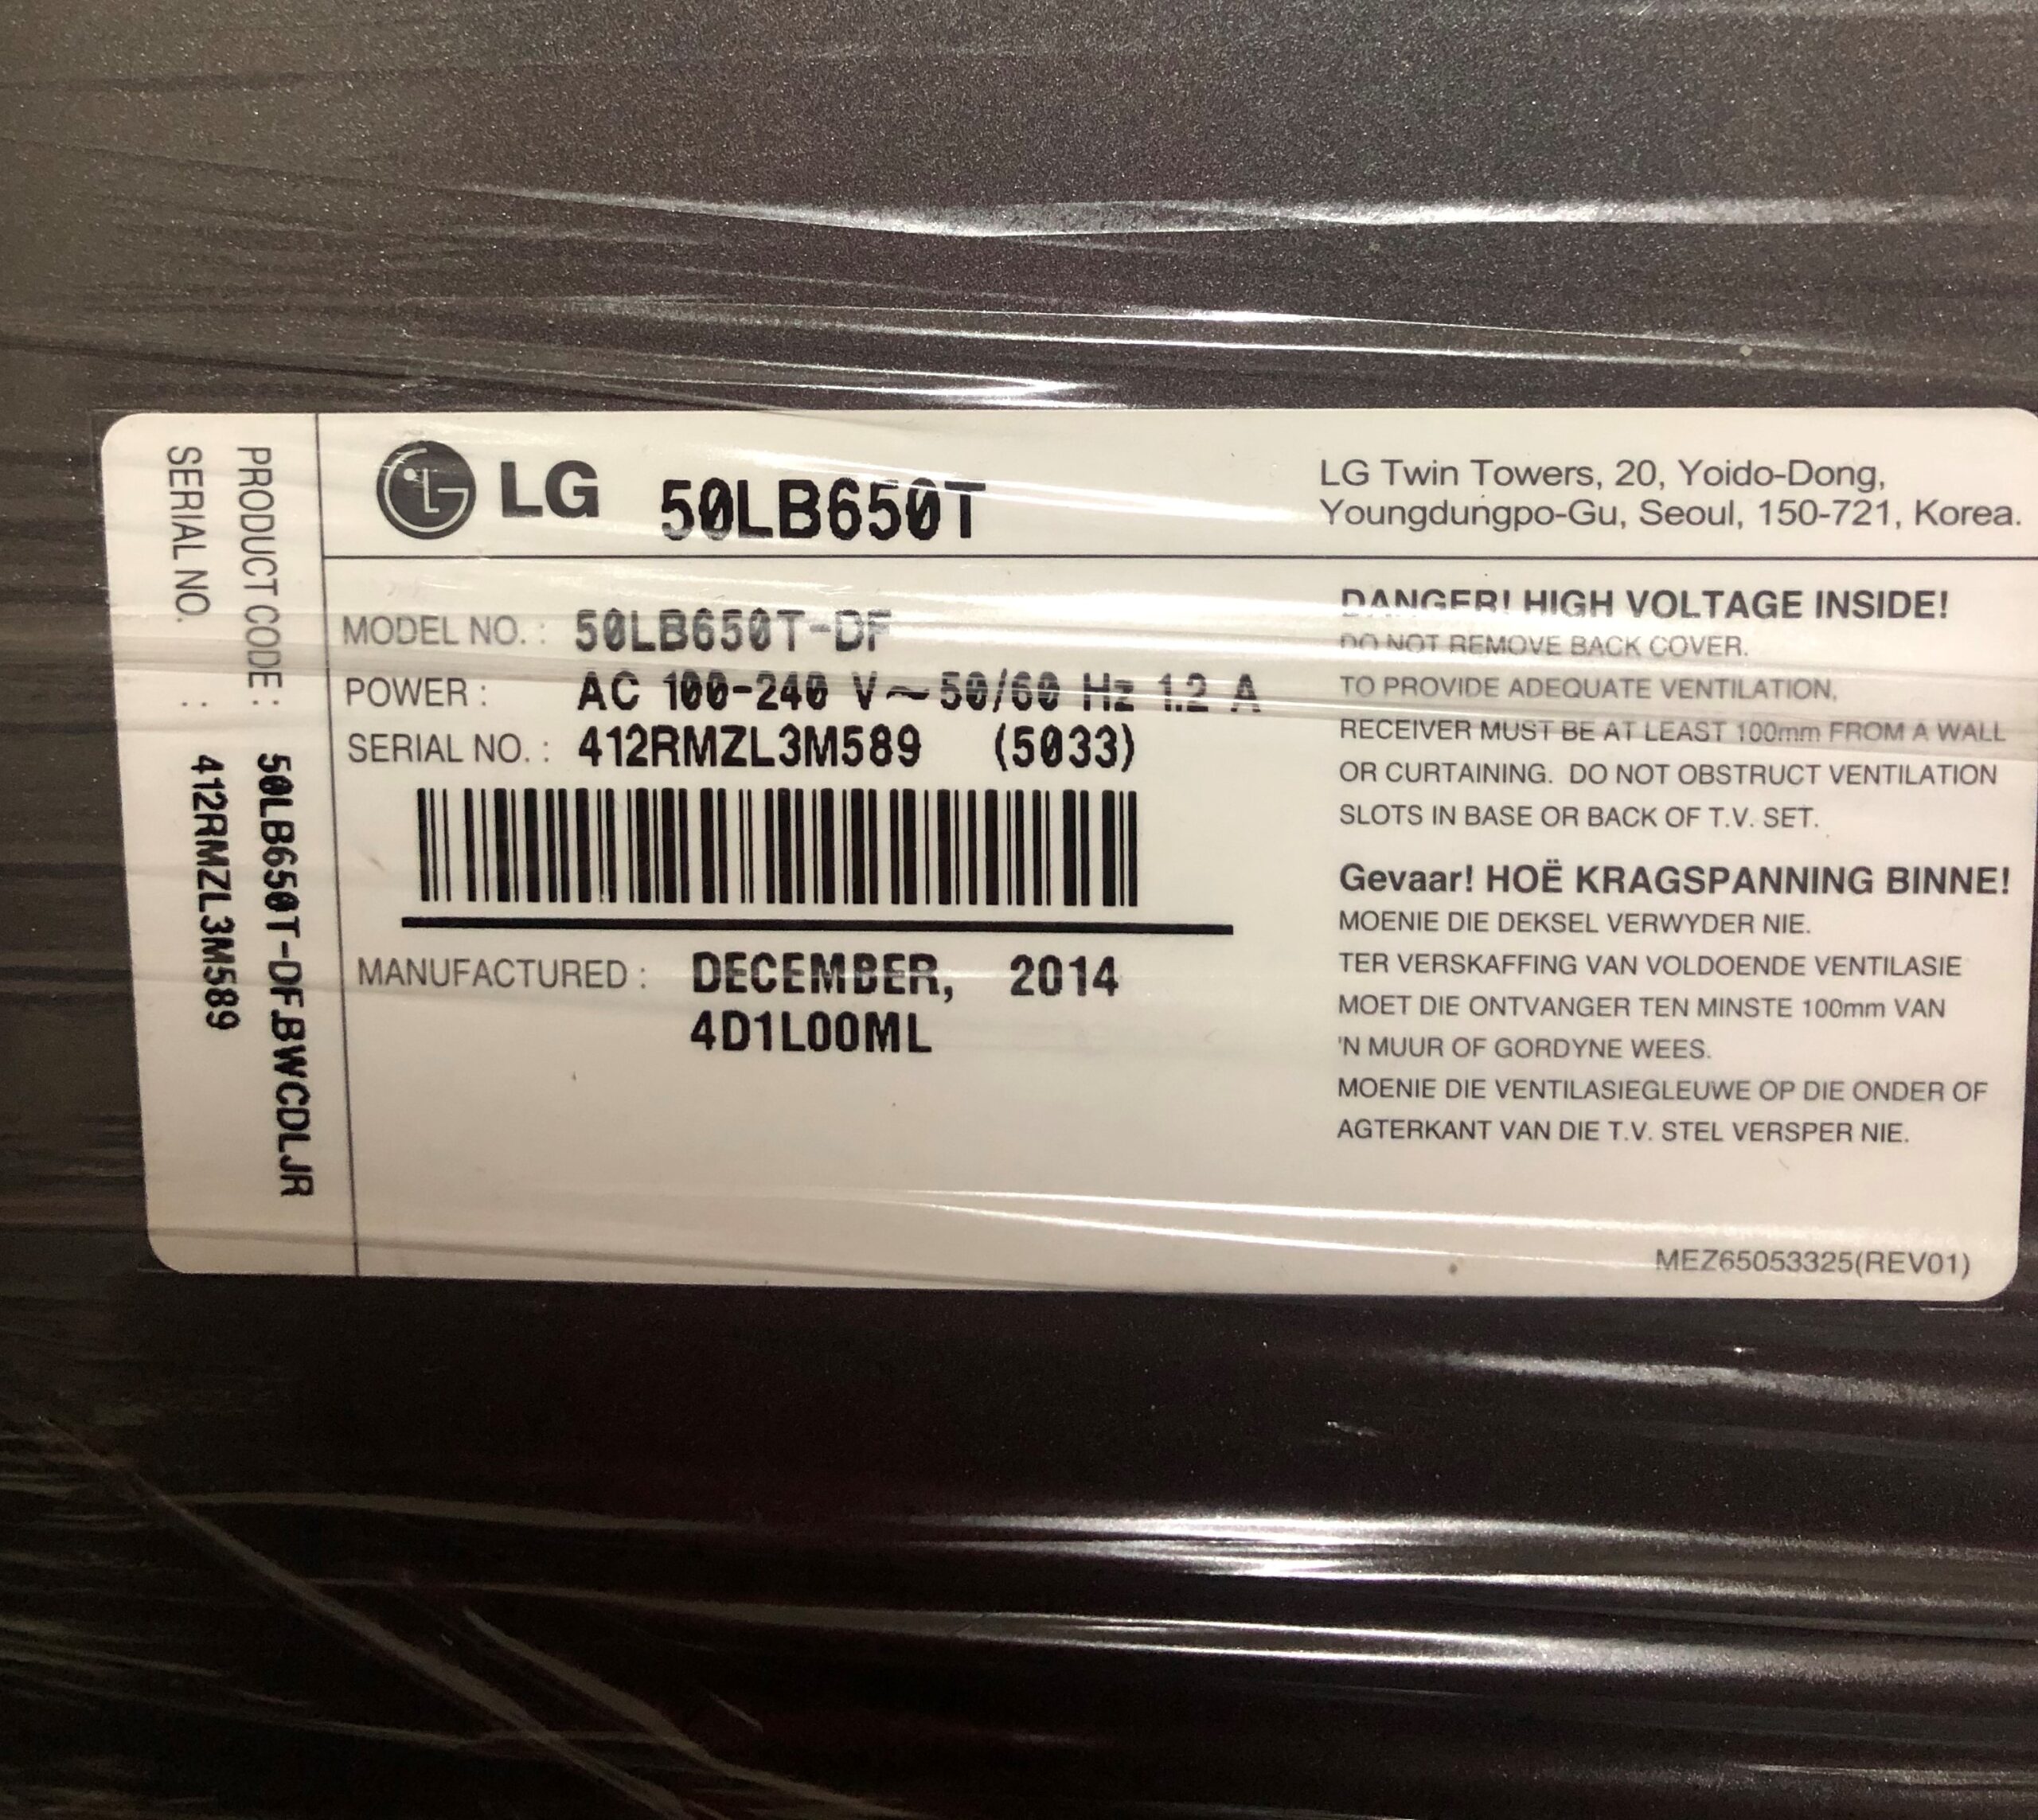 PRODUCT CODE : 50LB650T-DF.BWCDLJR
SERIAL NO. : 412RMZL3M589
LG 50LB650T
LG Twin Towers, 20, Yoido-Dong,
Youngdungpo-Gu, Seoul, 150-721, Korea.
MODEL NO. : 50LB650T-DF
POWER : AC 100-240 V~50/60 Hz 1.2 A
SERIAL NO. : 412RMZL3M589 (5033)
MANUFACTURED : DECEMBER, 2014
4D1L00ML
DANGER! HIGH VOLTAGE INSIDE!
DO NOT REMOVE BACK COVER.
TO PROVIDE ADEQUATE VENTILATION,
RECEIVER MUST BE AT LEAST 100mm FROM A WALL
OR CURTAINING. DO NOT OBSTRUCT VENTILATION
SLOTS IN BASE OR BACK OF T.V. SET.
Gevaar! HOË KRAGSPANNING BINNE!
MOENIE DIE DEKSEL VERWYDER NIE.
TER VERSKAFFING VAN VOLDOENDE VENTILASIE
MOET DIE ONTVANGER TEN MINSTE 100mm VAN
'N MUUR OF GORDYNE WEES.
MOENIE DIE VENTILASIEGLEUWE OP DIE ONDER OF
AGTERKANT VAN DIE T.V. STEL VERSPER NIE.
MEZ65053325(REV01)